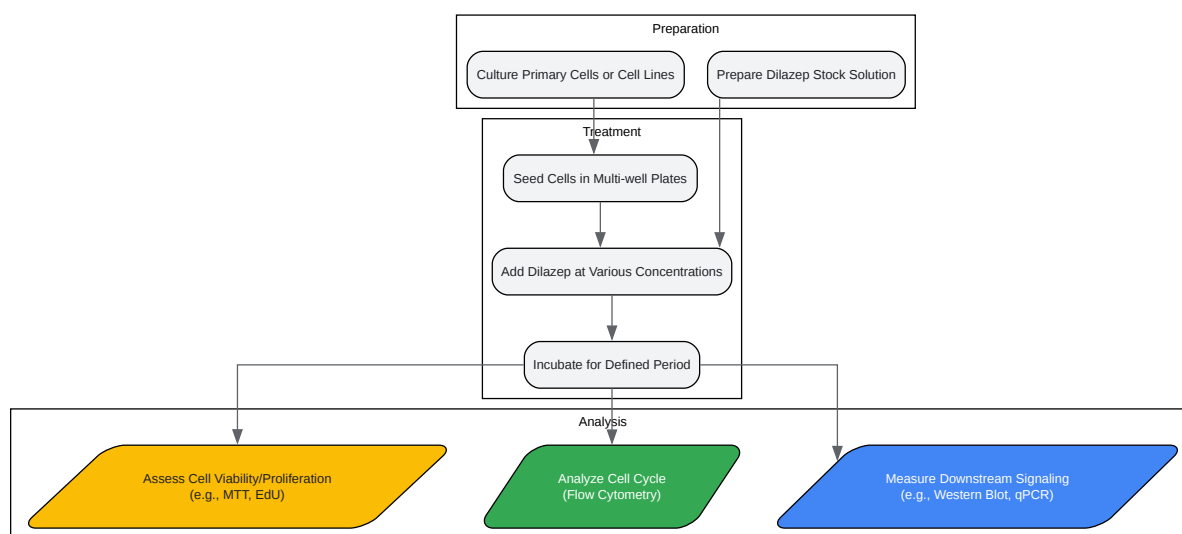 Preparation
Culture Primary Cells or Cell Lines
Prepare Dilazep Stock Solution
Treatment
Seed Cells in Multi-well Plates
Add Dilazep at Various Concentrations
Incubate for Defined Period
Analysis
Assess Cell Viability/Proliferation
(e.g., MTT, EdU)
Analyze Cell Cycle
(Flow Cytometry)
Measure Downstream Signaling
(e.g., Western Blot, qPCR)